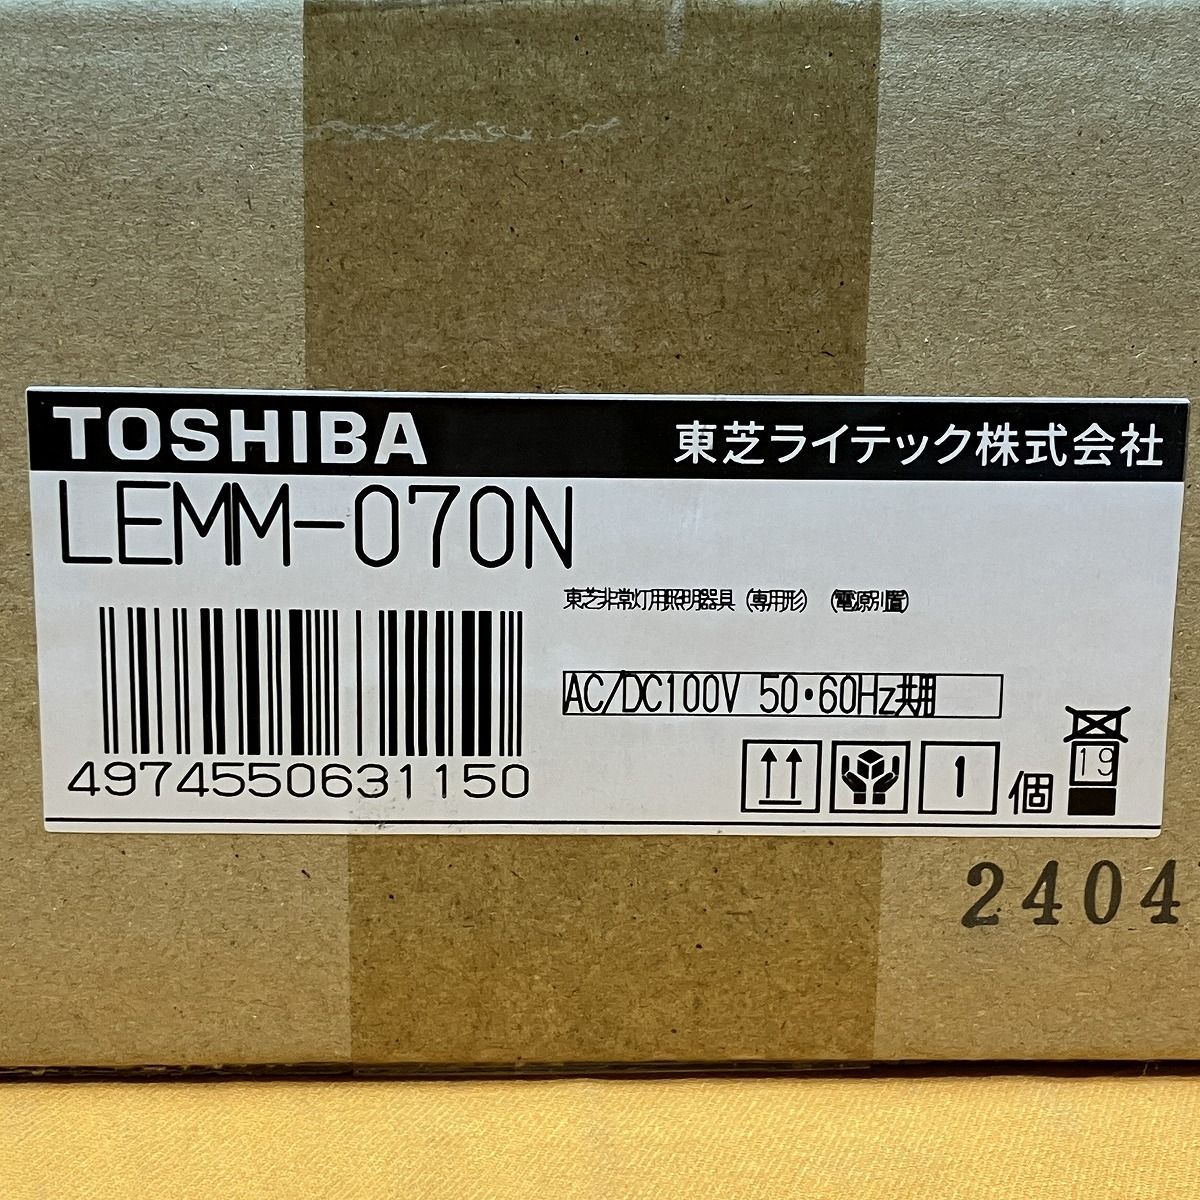 TOSHIBA 東芝ライテック株式会社
LEMM-070N
東芝非常灯用照明器具（専用形）（電源別置）
AC/DC100V 50・60Hz共用
4974550631150
1個
19
2404